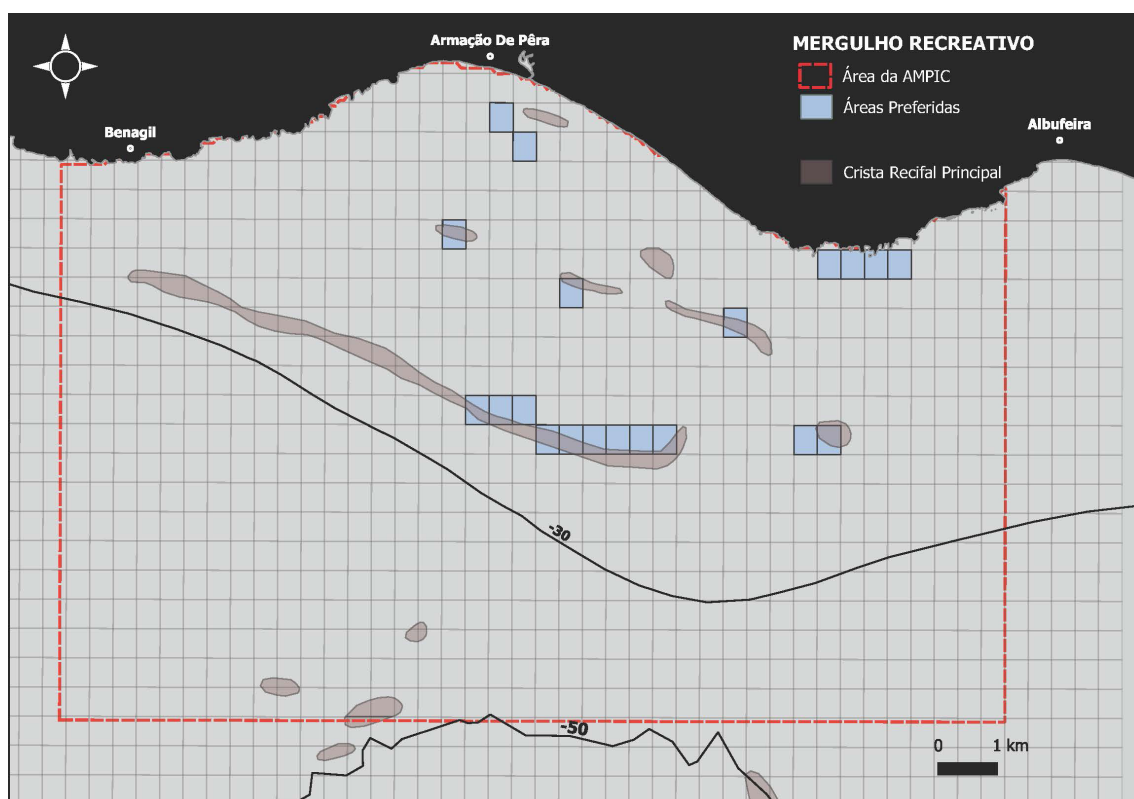 Armação De Pêra
MERGULHO RECREATIVO
Área da AMPIC
Áreas Preferidas
Benagil
Albufeira
Crista Recifal Principal
-30
-50
0 1 km